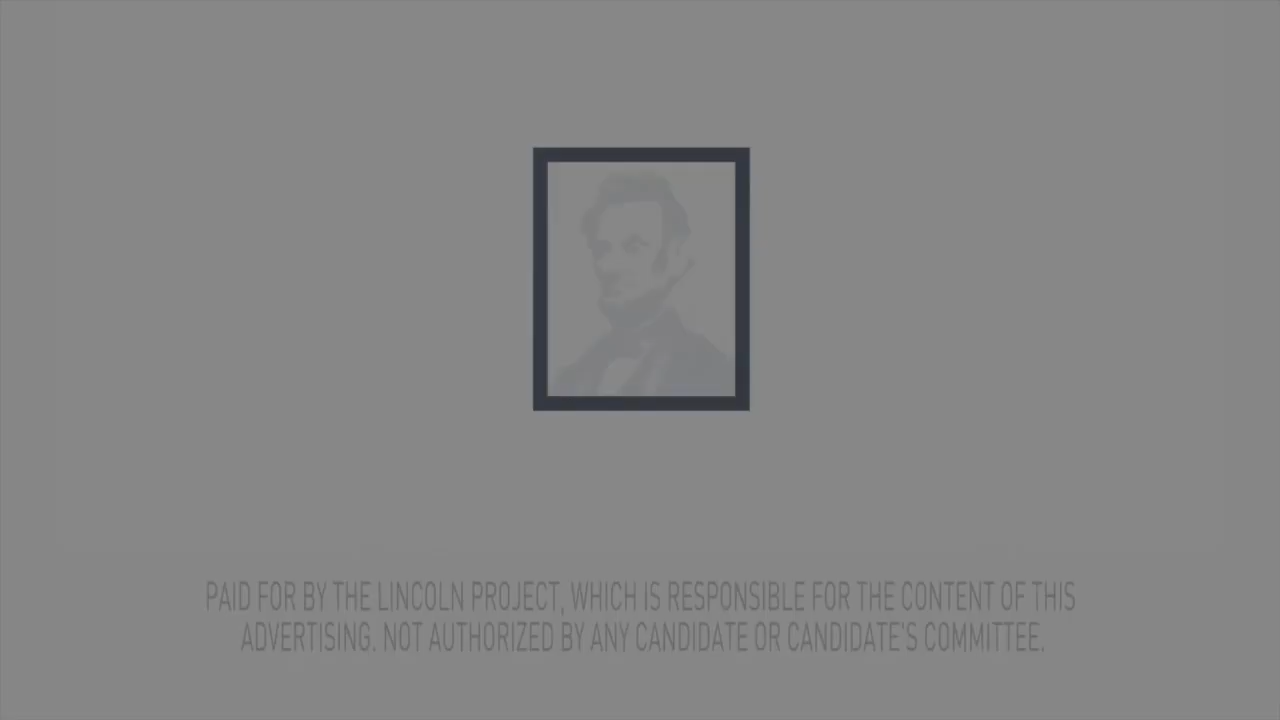 PAID FOR BY THE LINCOLN PROJECT, WHICH IS RESPONSIBLE FOR THE CONTENT OF THIS
ADVERTISING. NOT AUTHORIZED BY ANY CANDIDATE OR CANDIDATE'S COMMITTEE.